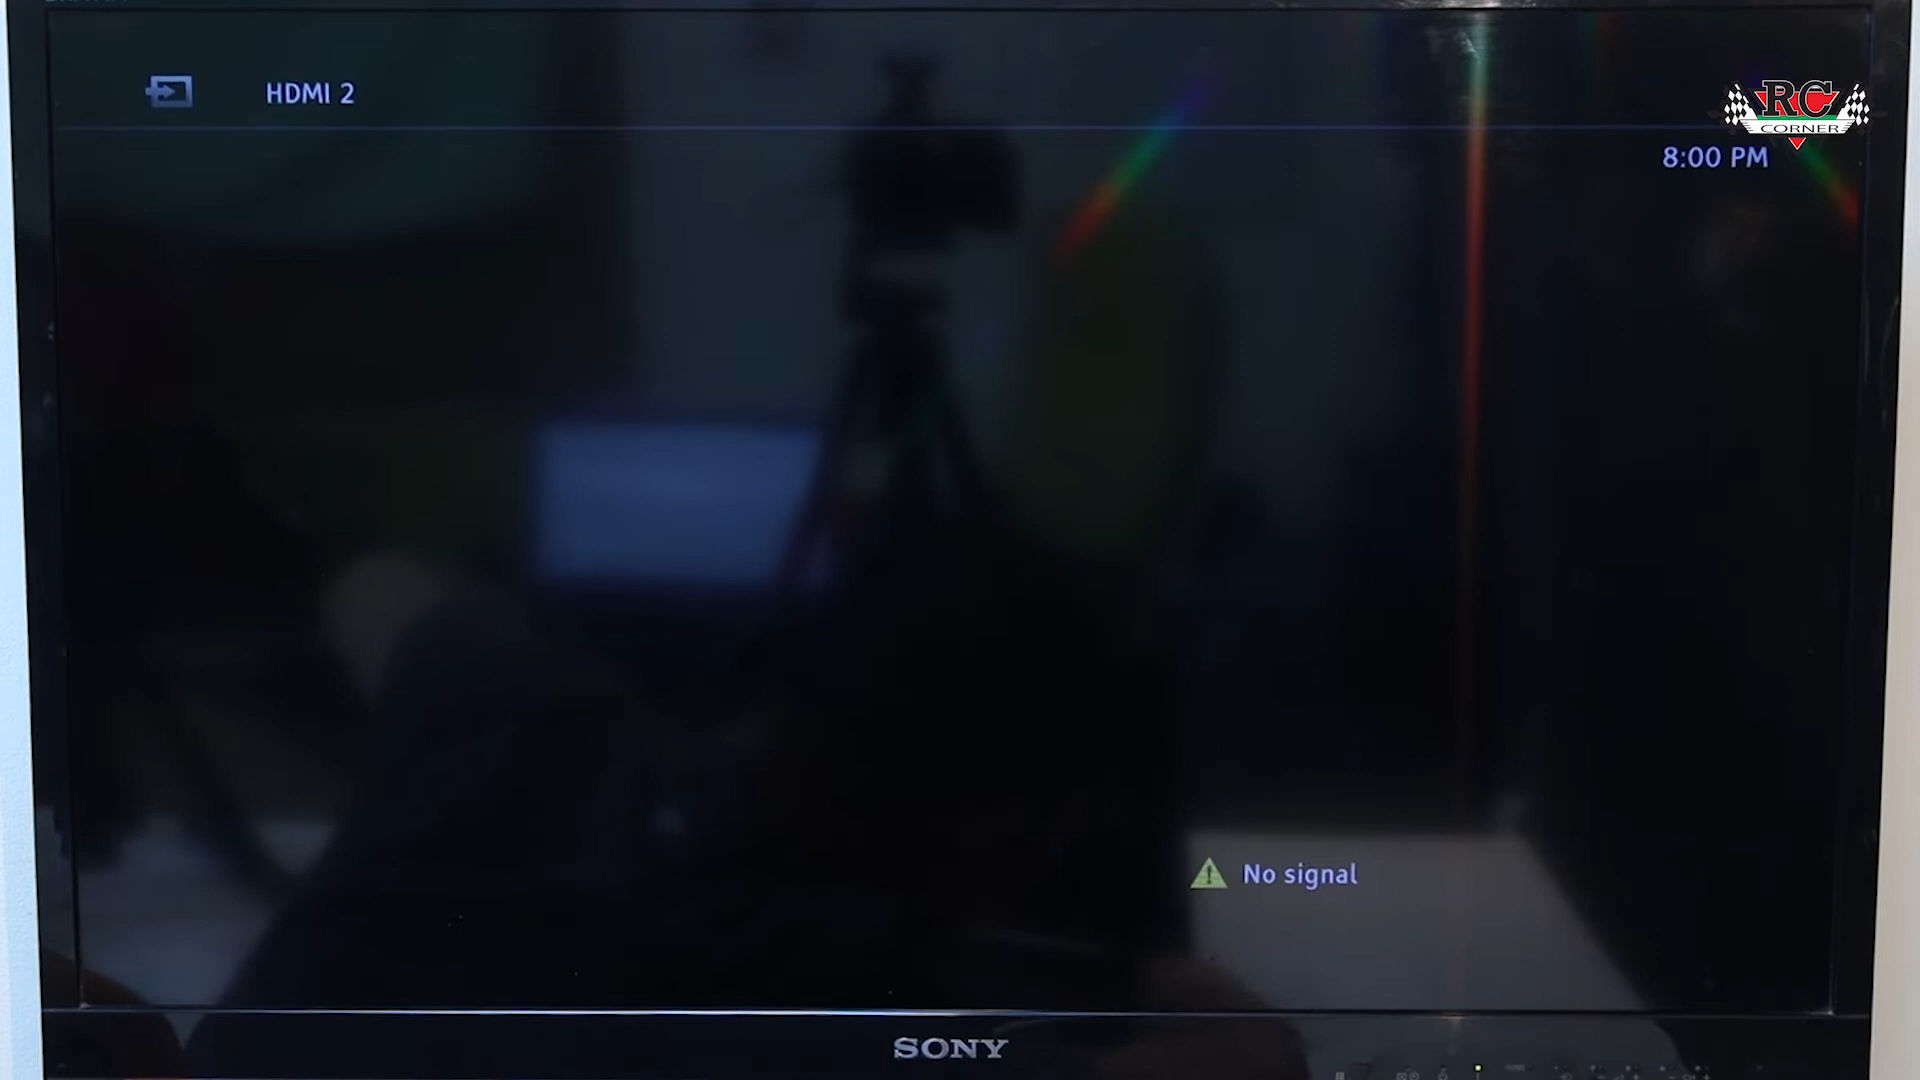 HDMI 2
RC
CORNER
8:00 PM
No signal
SONY